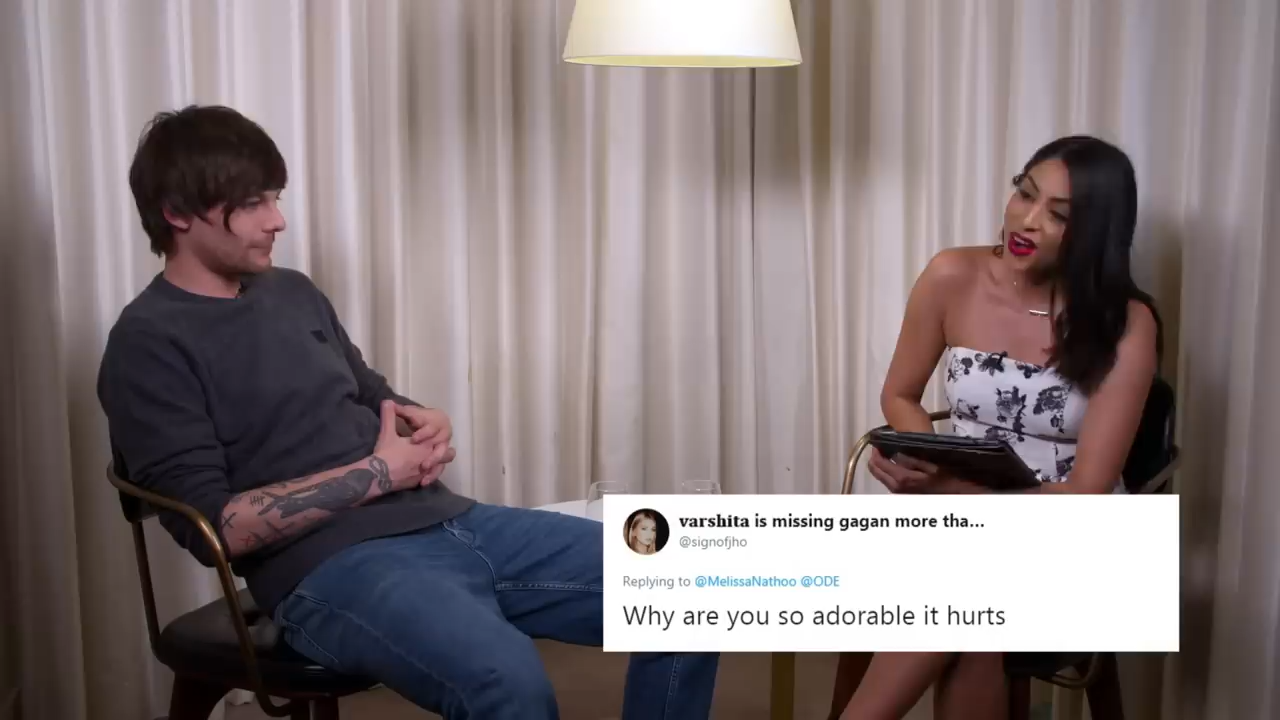 varshita is missing gagan more tha...
@signofjho
Replying to @MelissaNathoo @ODE
Why are you so adorable it hurts